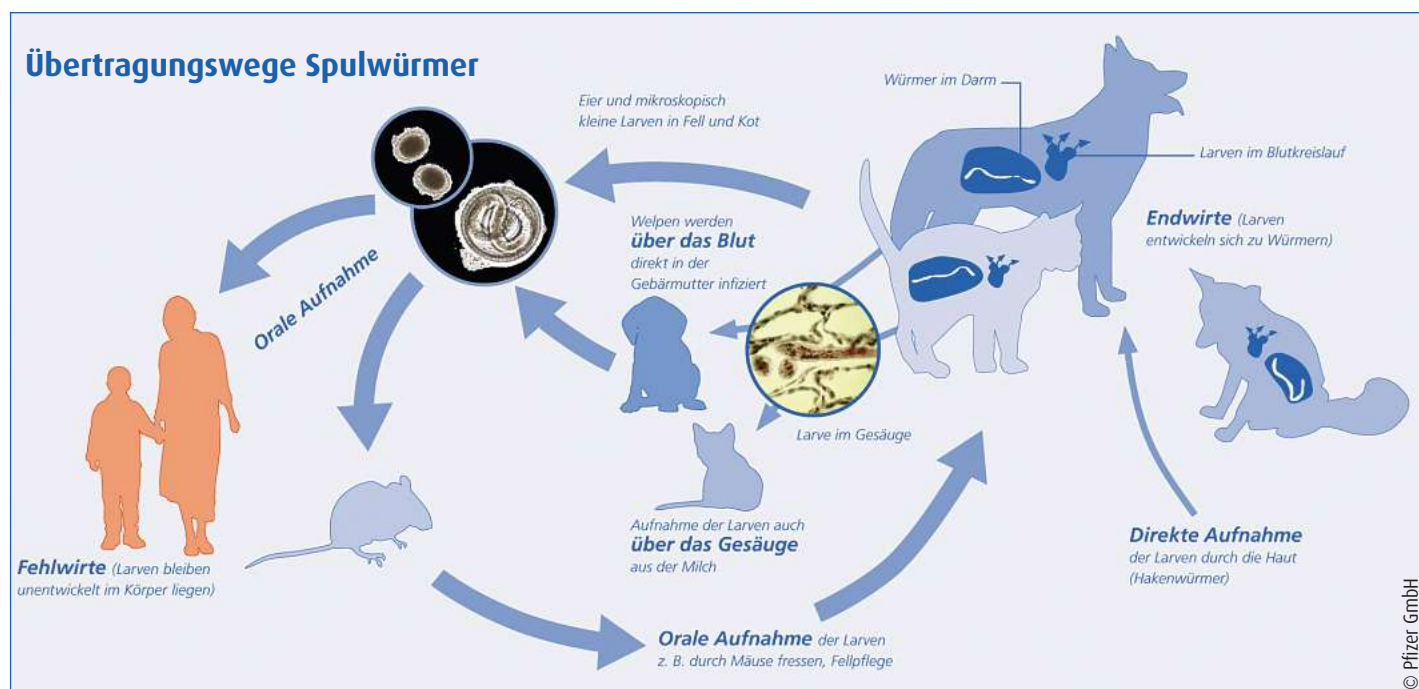 Übertragungswege Spulwürmer
Eier und mikroskopisch
kleine Larven in Fell und Kot
Würmer im Darm
Larven im Blutkreislauf
Welpen werden
über das Blut
direkt in der
Gebärmutter infiziert
Endwirte (Larven
entwickeln sich zu Würmern)
Orale Aufnahme
Larve im Gesäuge
Aufnahme der Larven auch
über das Gesäuge
aus der Milch
Direkte Aufnahme
der Larven durch die Haut
(Hakenwürmer)
Fehlwirte (Larven bleiben
unentwickelt im Körper liegen)
Orale Aufnahme der Larven
z. B. durch Mäuse fressen, Fellpflege
© Pfizer GmbH